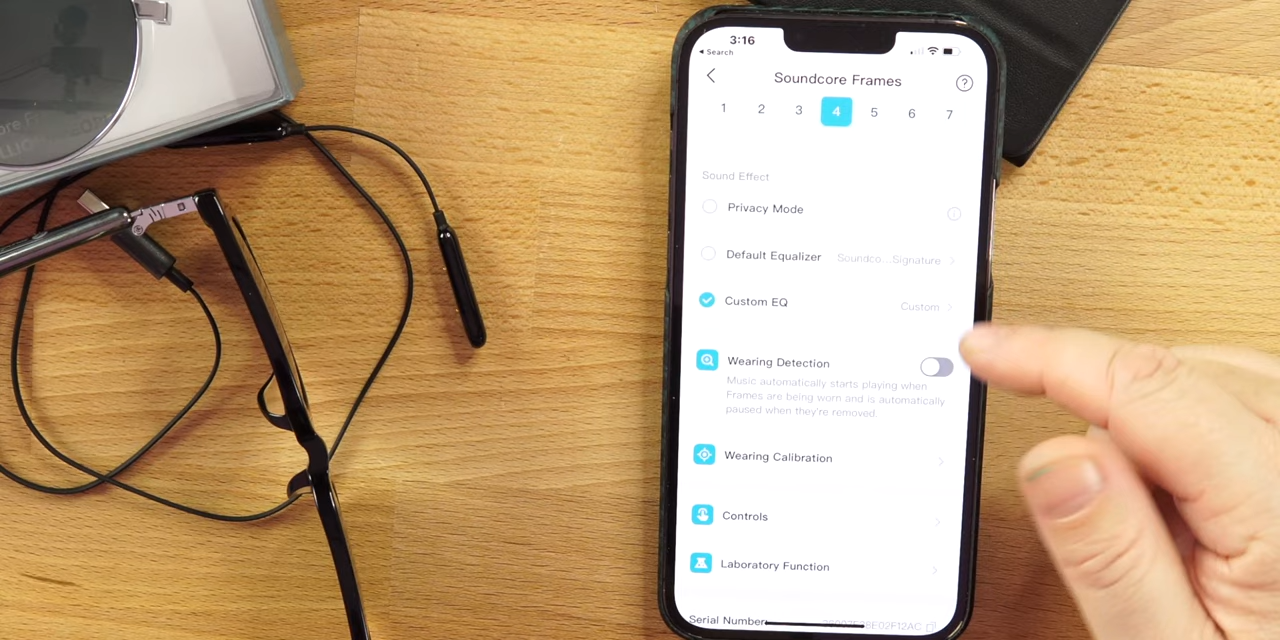 3:16
◂ Search
Soundcore Frames
1 2 3 4 5 6 7
Sound Effect
Privacy Mode
Default Equalizer Soundco...Signature
Custom EQ Custom
Wearing Detection
Music automatically starts playing when
Frames are being worn and is automatically
paused when they're removed.
Wearing Calibration
Controls
Laboratory Function
Serial Number